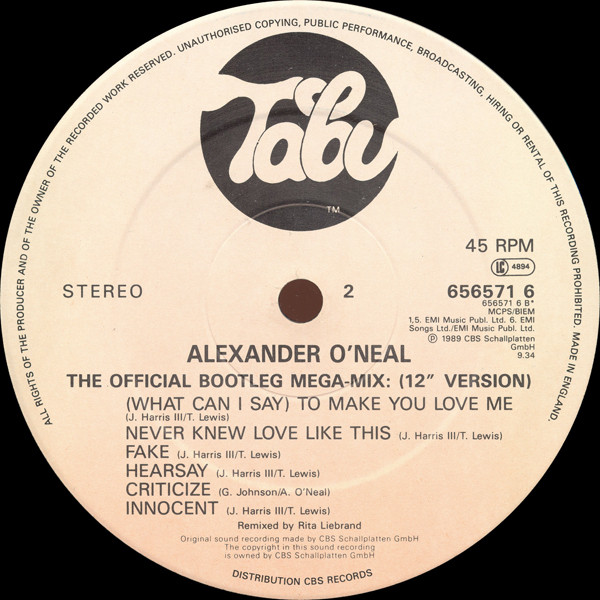 ALL RIGHTS OF THE PRODUCER AND OF THE OWNER OF THE RECORDED WORK RESERVED. UNAUTHORISED COPYING, PUBLIC PERFORMANCE, BROADCASTING, HIRING OR RENTAL OF THIS RECORDING PROHIBITED. MADE IN ENGLAND.
Tabu
TM
45 RPM
LC 4894
STEREO
2
656571 6
656571 6 B*
MCPS/BIEM
1,5. EMI Music Publ. Ltd. 6. EMI
Songs Ltd./EMI Music Publ. Ltd.
℗ 1989 CBS Schallplatten
GmbH
9.34
ALEXANDER O'NEAL
THE OFFICIAL BOOTLEG MEGA-MIX: (12″ VERSION)
(WHAT CAN I SAY) TO MAKE YOU LOVE ME
(J. Harris III/T. Lewis)
NEVER KNEW LOVE LIKE THIS (J. Harris III/T. Lewis)
FAKE (J. Harris III/T. Lewis)
HEARSAY (J. Harris III/T. Lewis)
CRITICIZE (G. Johnson/A. O'Neal)
INNOCENT (J. Harris III/T. Lewis)
Remixed by Rita Liebrand
Original sound recording made by CBS Schallplatten GmbH
The copyright in this sound recording
is owned by CBS Schallplatten GmbH
DISTRIBUTION CBS RECORDS